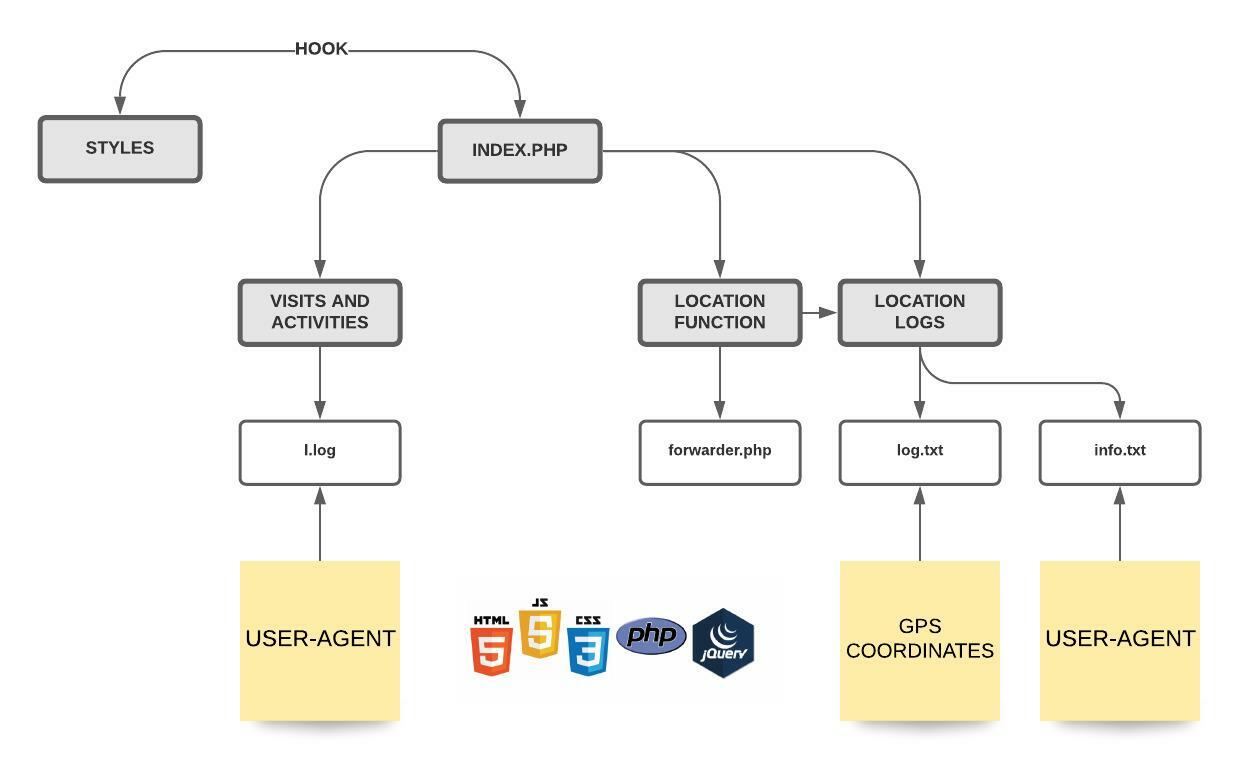 HOOK
STYLES
INDEX.PHP
VISITS AND
ACTIVITIES
LOCATION
FUNCTION
LOCATION
LOGS
l.log
forwarder.php
log.txt
info.txt
USER-AGENT
HTML
5
JS
5
CSS
3
php
jQuery
GPS
COORDINATES
USER-AGENT